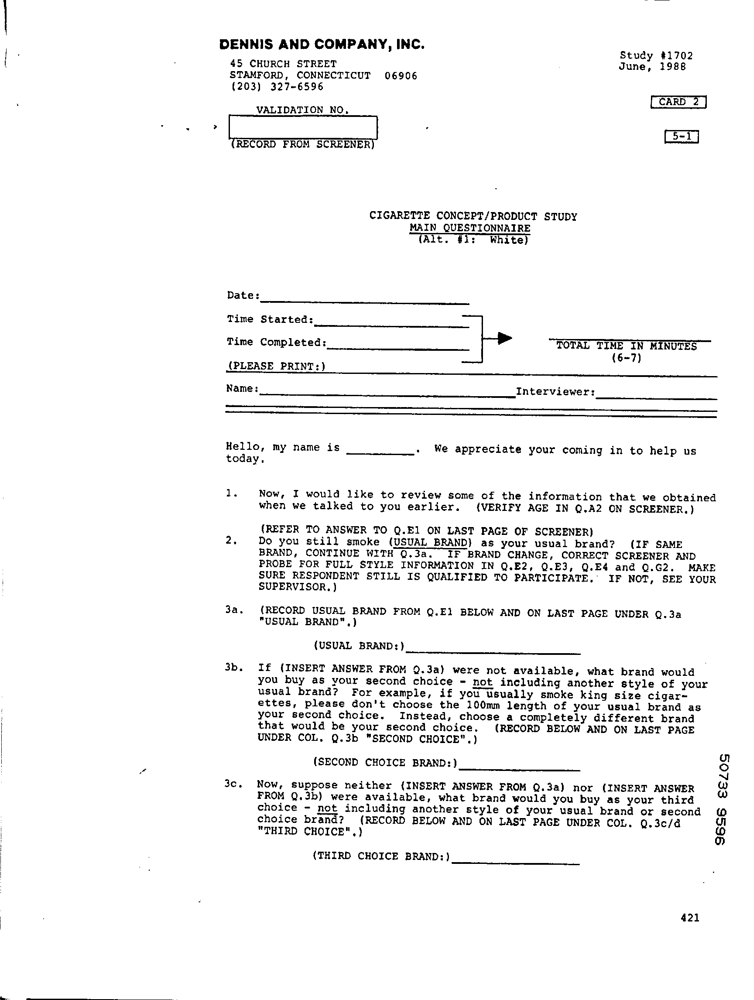 DENNIS AND COMPANY, INC.
45 CHURCH STREET
STAMFORD, CONNECTICUT 06906
(203) 327-6596
Study #1702
June, 1988
VALIDATION NO.
(RECORD FROM SCREENER)
CARD 2
5-1
CIGARETTE CONCEPT/PRODUCT STUDY
MAIN QUESTIONNAIRE
(Alt. #1: White)
Date:
Time Started:
Time Completed:
TOTAL TIME IN MINUTES
(6-7)
(PLEASE PRINT:)
Name: Interviewer:
Hello, my name is __________. We appreciate your coming in to help us
today.
1. Now, I would like to review some of the information that we obtained
when we talked to you earlier. (VERIFY AGE IN Q.A2 ON SCREENER.)
(REFER TO ANSWER TO Q.E1 ON LAST PAGE OF SCREENER)
2. Do you still smoke (USUAL BRAND) as your usual brand? (IF SAME
BRAND, CONTINUE WITH Q.3a. IF BRAND CHANGE, CORRECT SCREENER AND
PROBE FOR FULL STYLE INFORMATION IN Q.E2, Q.E3, Q.E4 and Q.G2. MAKE
SURE RESPONDENT STILL IS QUALIFIED TO PARTICIPATE. IF NOT, SEE YOUR
SUPERVISOR.)
3a. (RECORD USUAL BRAND FROM Q.E1 BELOW AND ON LAST PAGE UNDER Q.3a
"USUAL BRAND".)
(USUAL BRAND:)
3b. If (INSERT ANSWER FROM Q.3a) were not available, what brand would
you buy as your second choice - not including another style of your
usual brand? For example, if you usually smoke king size cigar-
ettes, please don't choose the 100mm length of your usual brand as
your second choice. Instead, choose a completely different brand
that would be your second choice. (RECORD BELOW AND ON LAST PAGE
UNDER COL. Q.3b "SECOND CHOICE".)
(SECOND CHOICE BRAND:)
3c. Now, suppose neither (INSERT ANSWER FROM Q.3a) nor (INSERT ANSWER
FROM Q.3b) were available, what brand would you buy as your third
choice - not including another style of your usual brand or second
choice brand? (RECORD BELOW AND ON LAST PAGE UNDER COL. Q.3c/d
"THIRD CHOICE".)
(THIRD CHOICE BRAND:)
50733 9596
421